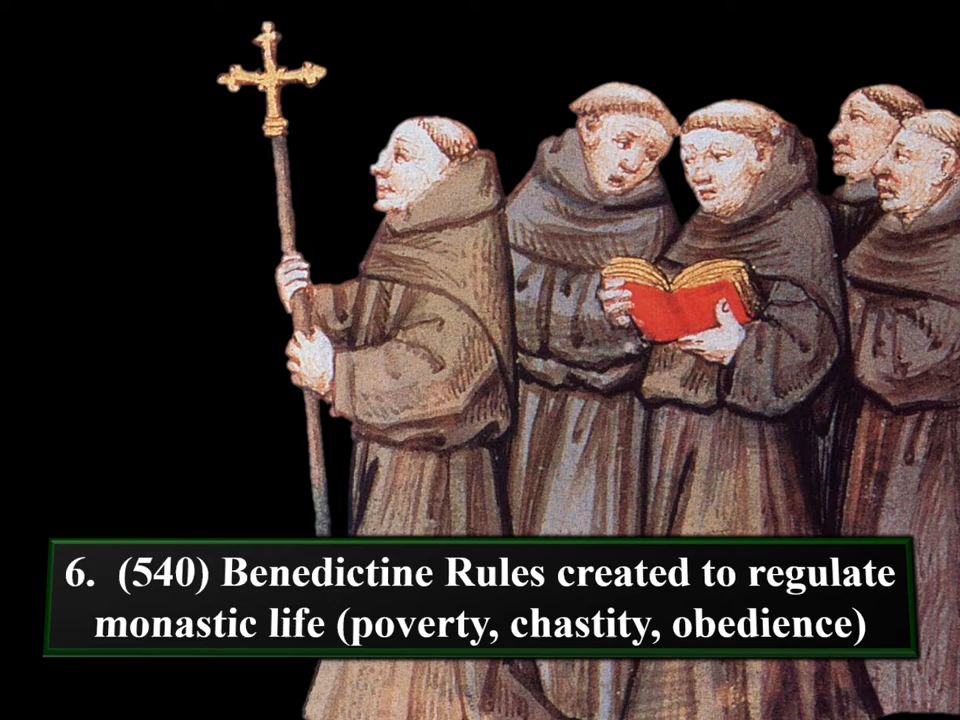 6.  (540) Benedictine Rules created to regulate
monastic life (poverty, chastity, obedience)